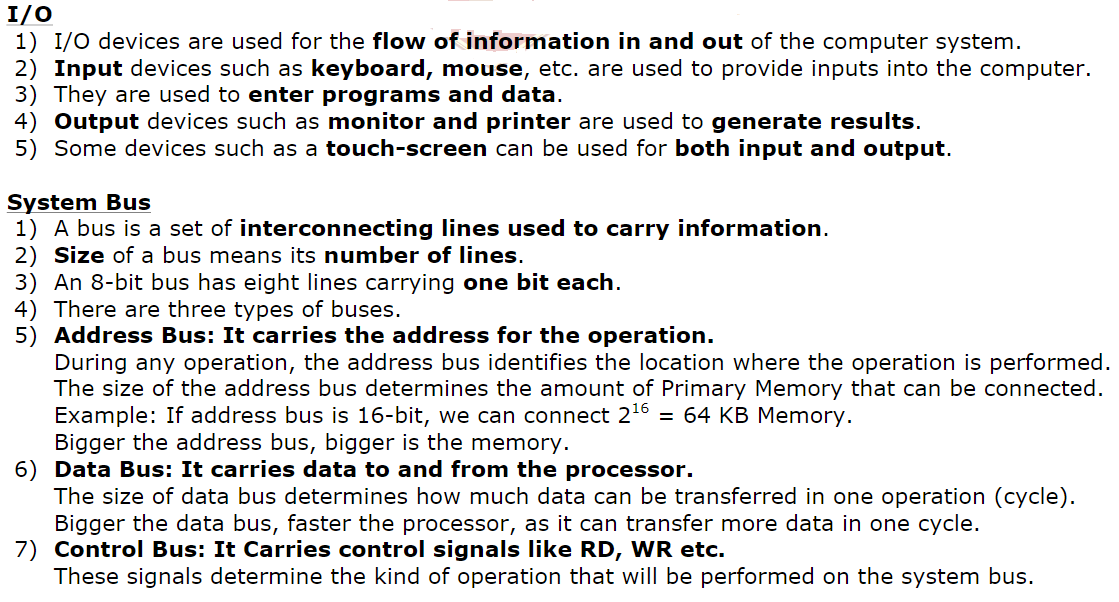 I/O
1) I/O devices are used for the flow of information in and out of the computer system.
2) Input devices such as keyboard, mouse, etc. are used to provide inputs into the computer.
3) They are used to enter programs and data.
4) Output devices such as monitor and printer are used to generate results.
5) Some devices such as a touch-screen can be used for both input and output.
System Bus
1) A bus is a set of interconnecting lines used to carry information.
2) Size of a bus means its number of lines.
3) An 8-bit bus has eight lines carrying one bit each.
4) There are three types of buses.
5) Address Bus: It carries the address for the operation.
During any operation, the address bus identifies the location where the operation is performed.
The size of the address bus determines the amount of Primary Memory that can be connected.
Example: If address bus is 16-bit, we can connect 2¹⁶ = 64 KB Memory.
Bigger the address bus, bigger is the memory.
6) Data Bus: It carries data to and from the processor.
The size of data bus determines how much data can be transferred in one operation (cycle).
Bigger the data bus, faster the processor, as it can transfer more data in one cycle.
7) Control Bus: It Carries control signals like RD, WR etc.
These signals determine the kind of operation that will be performed on the system bus.